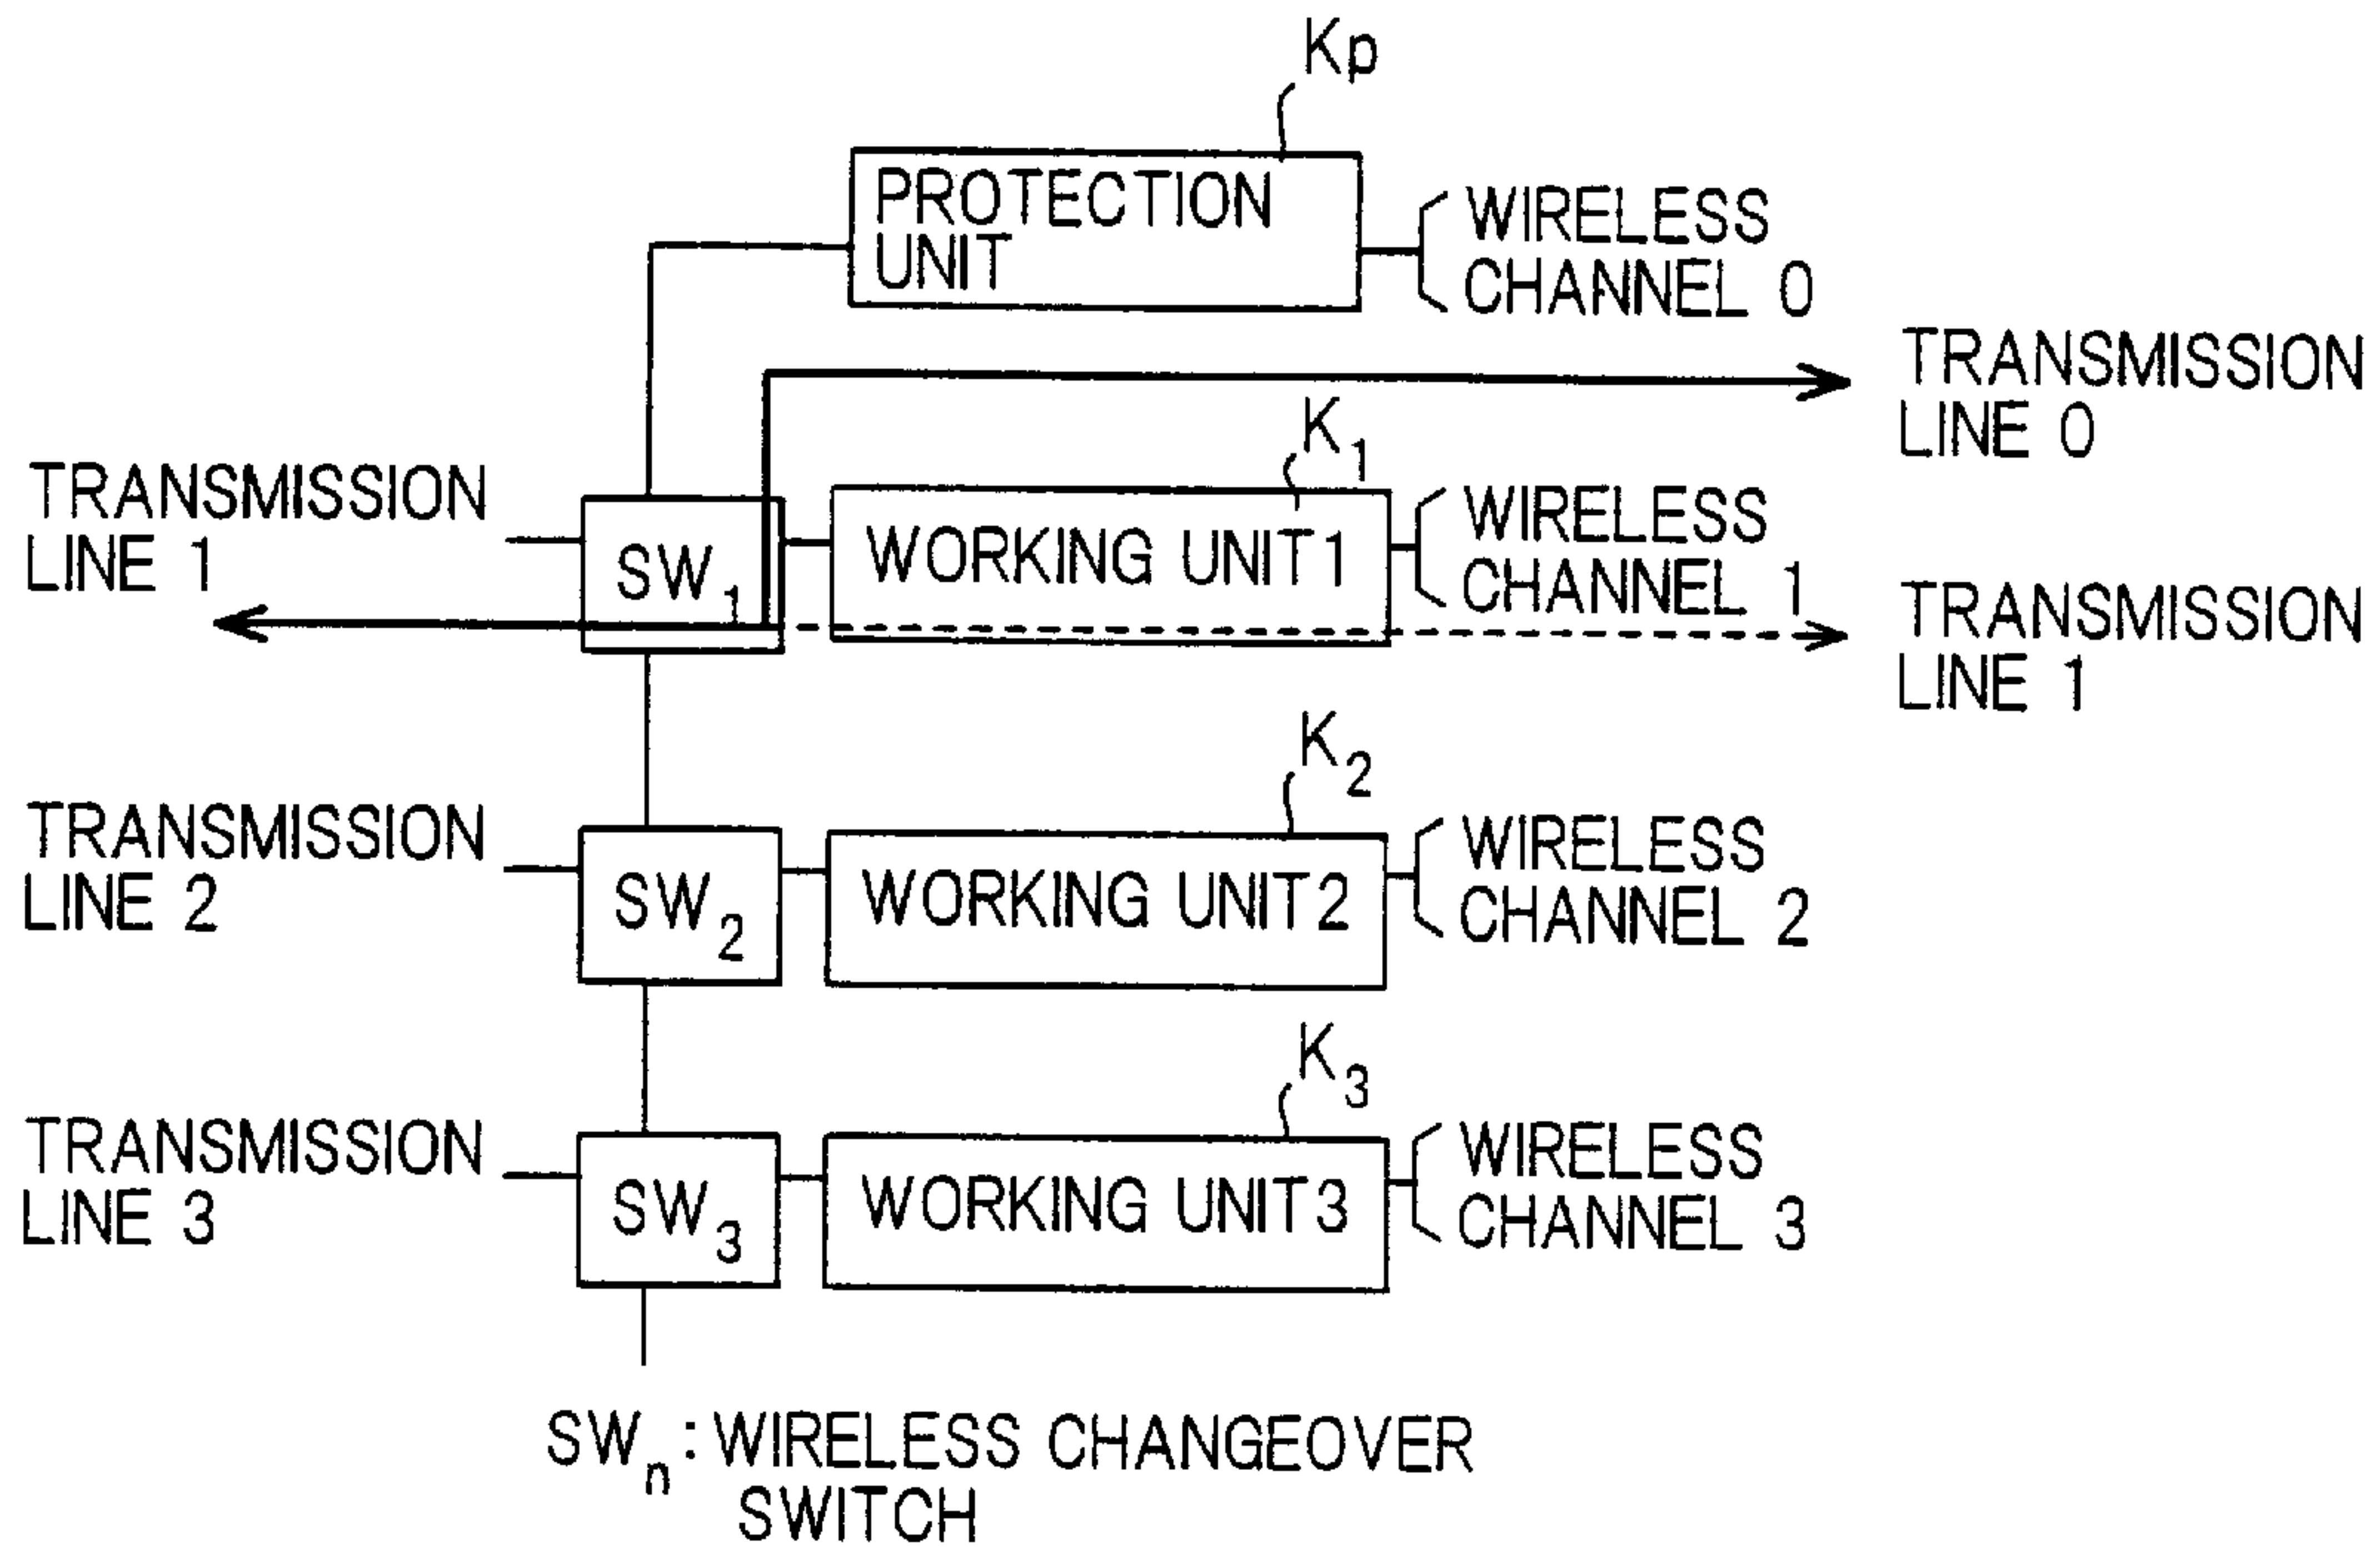 Kp
PROTECTION
UNIT
WIRELESS
CHANNEL 0
TRANSMISSION
LINE 0
K1
TRANSMISSION
LINE 1
SW1
WORKING UNIT1
WIRELESS
CHANNEL 1
TRANSMISSION
LINE 1
K2
TRANSMISSION
LINE 2
SW2
WORKING UNIT2
WIRELESS
CHANNEL 2
K3
TRANSMISSION
LINE 3
SW3
WORKING UNIT3
WIRELESS
CHANNEL 3
SWn : WIRELESS CHANGEOVER
SWITCH